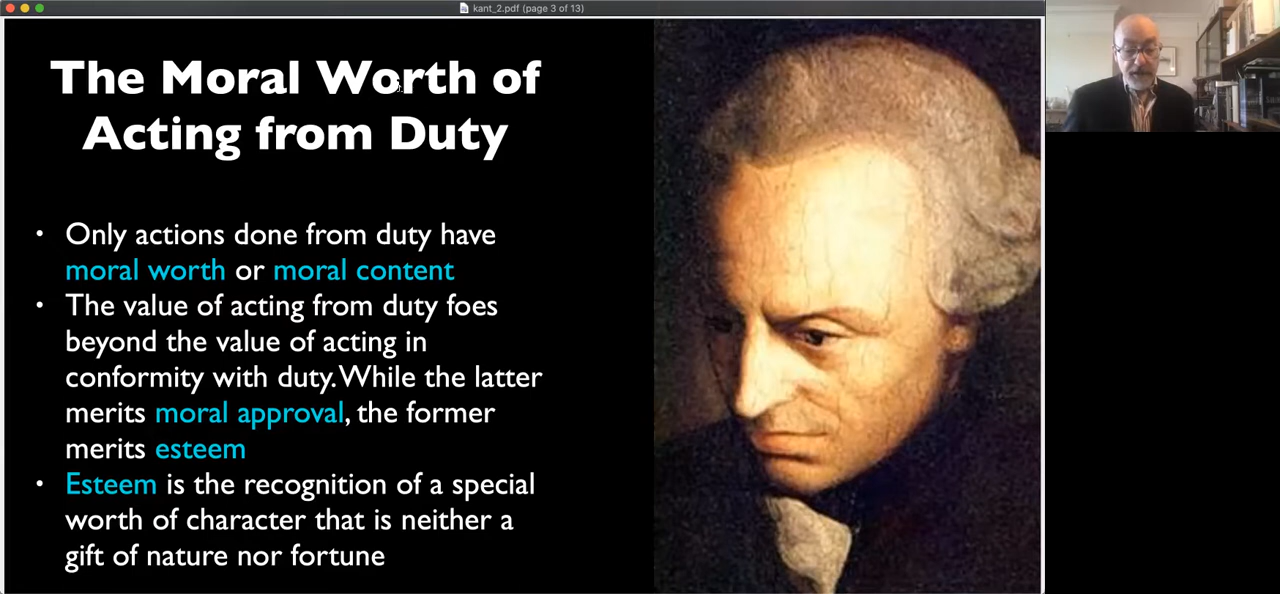 kant_2.pdf (page 3 of 13)
The Moral Worth of
Acting from Duty
• Only actions done from duty have
moral worth or moral content
• The value of acting from duty foes
beyond the value of acting in
conformity with duty. While the latter
merits moral approval, the former
merits esteem
• Esteem is the recognition of a special
worth of character that is neither a
gift of nature nor fortune